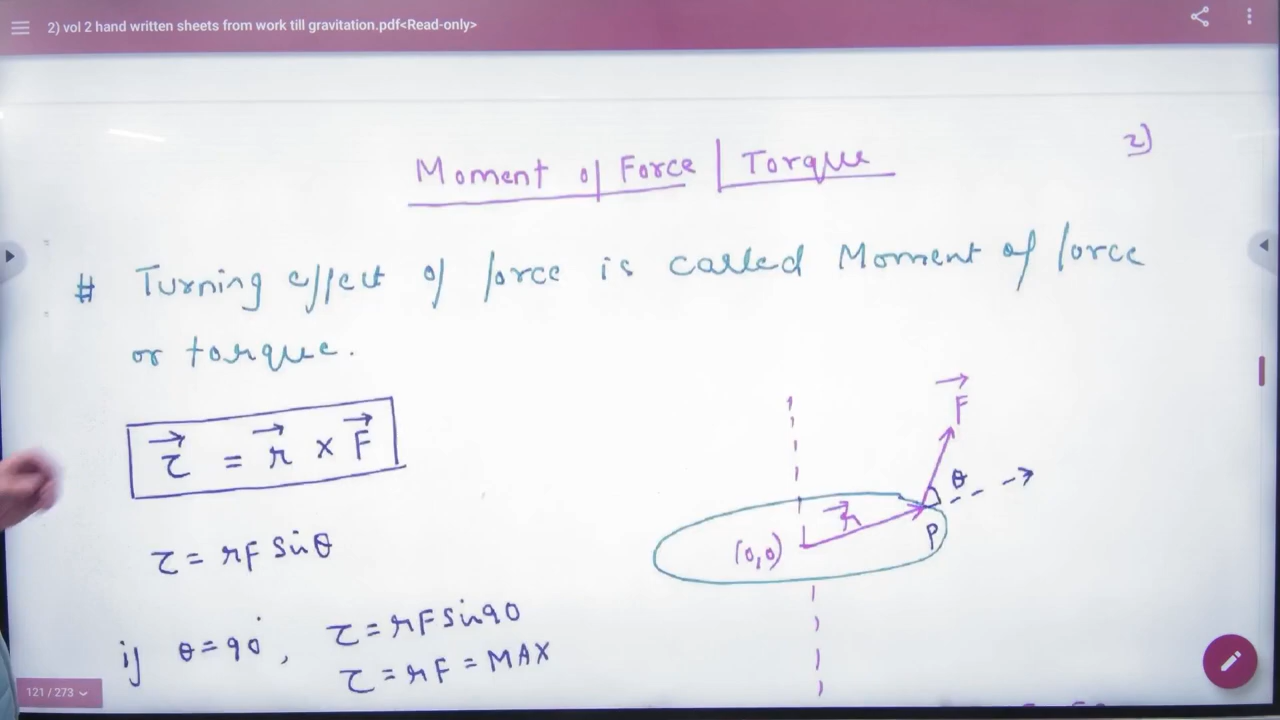 2) vol 2 hand written sheets from work till gravitation.pdf<Read-only>
Moment of Force | Torque
2)
# Turning effect of force is called Moment of force
or torque.
τ⃗ = r⃗ × F⃗
τ = rF sinθ
if θ = 90°, τ = rF Sin90
τ = rF = MAX
F⃗
θ
r⃗
(0,0)
P
121 / 273